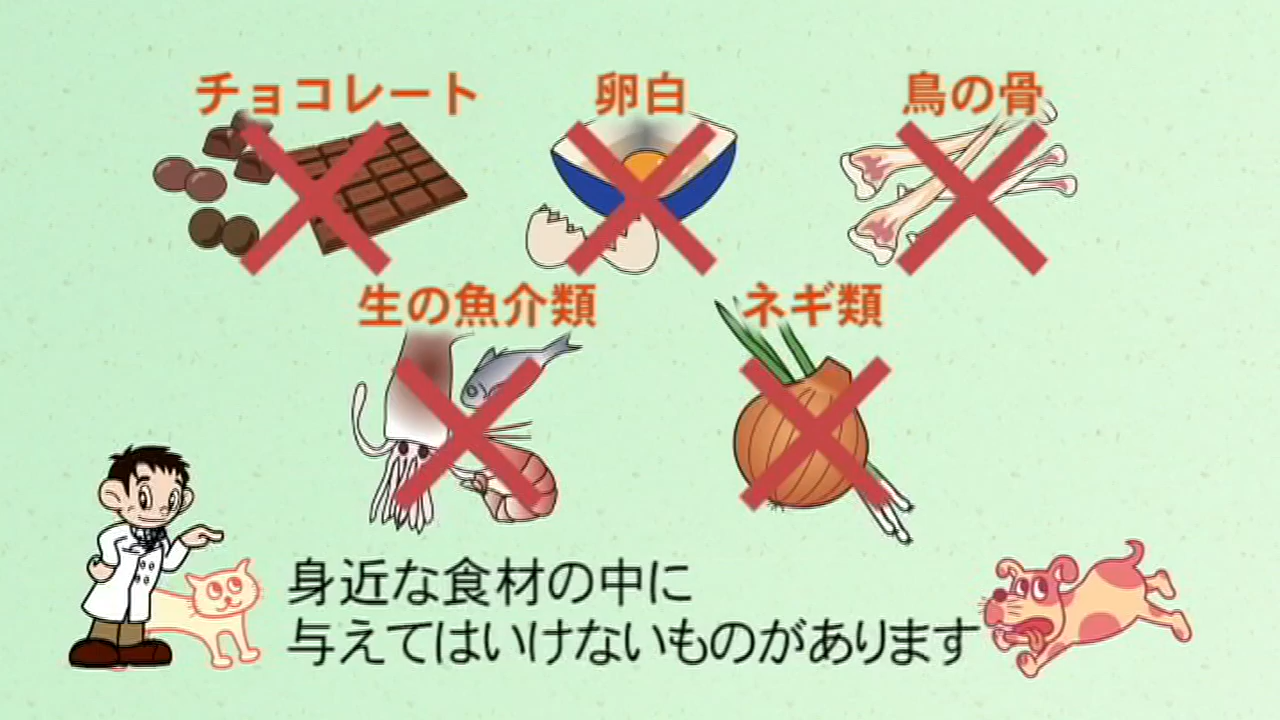 チョコレート
卵白
鳥の骨
生の魚介類
ネギ類
身近な食材の中に
与えてはいけないものがあります